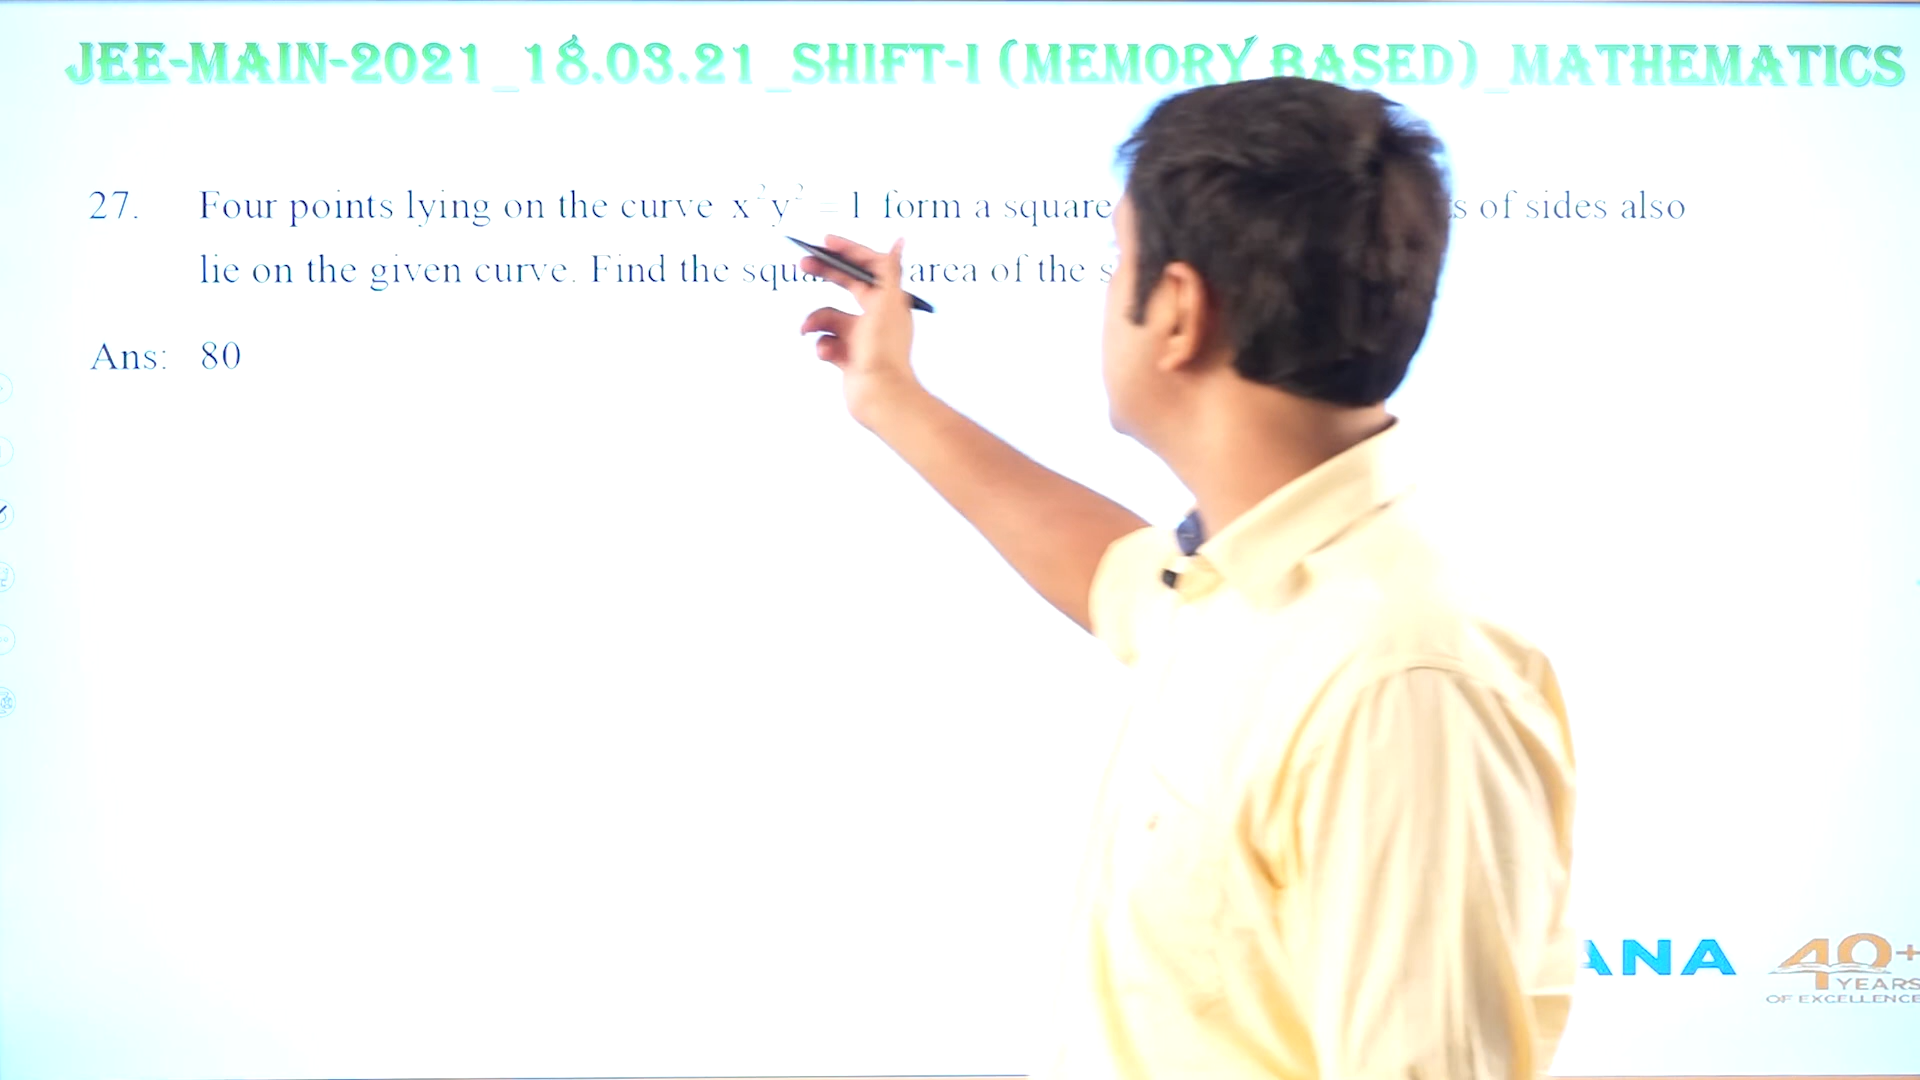 JEE-MAIN-2021_18.03.21_SHIFT-I (MEMORY BASED)_MATHEMATICS
27. Four points lying on the curve x²y² = 1 form a square of sides also
lie on the given curve. Find the area of the
Ans: 80
ANA
40+
YEARS
OF EXCELLENCE